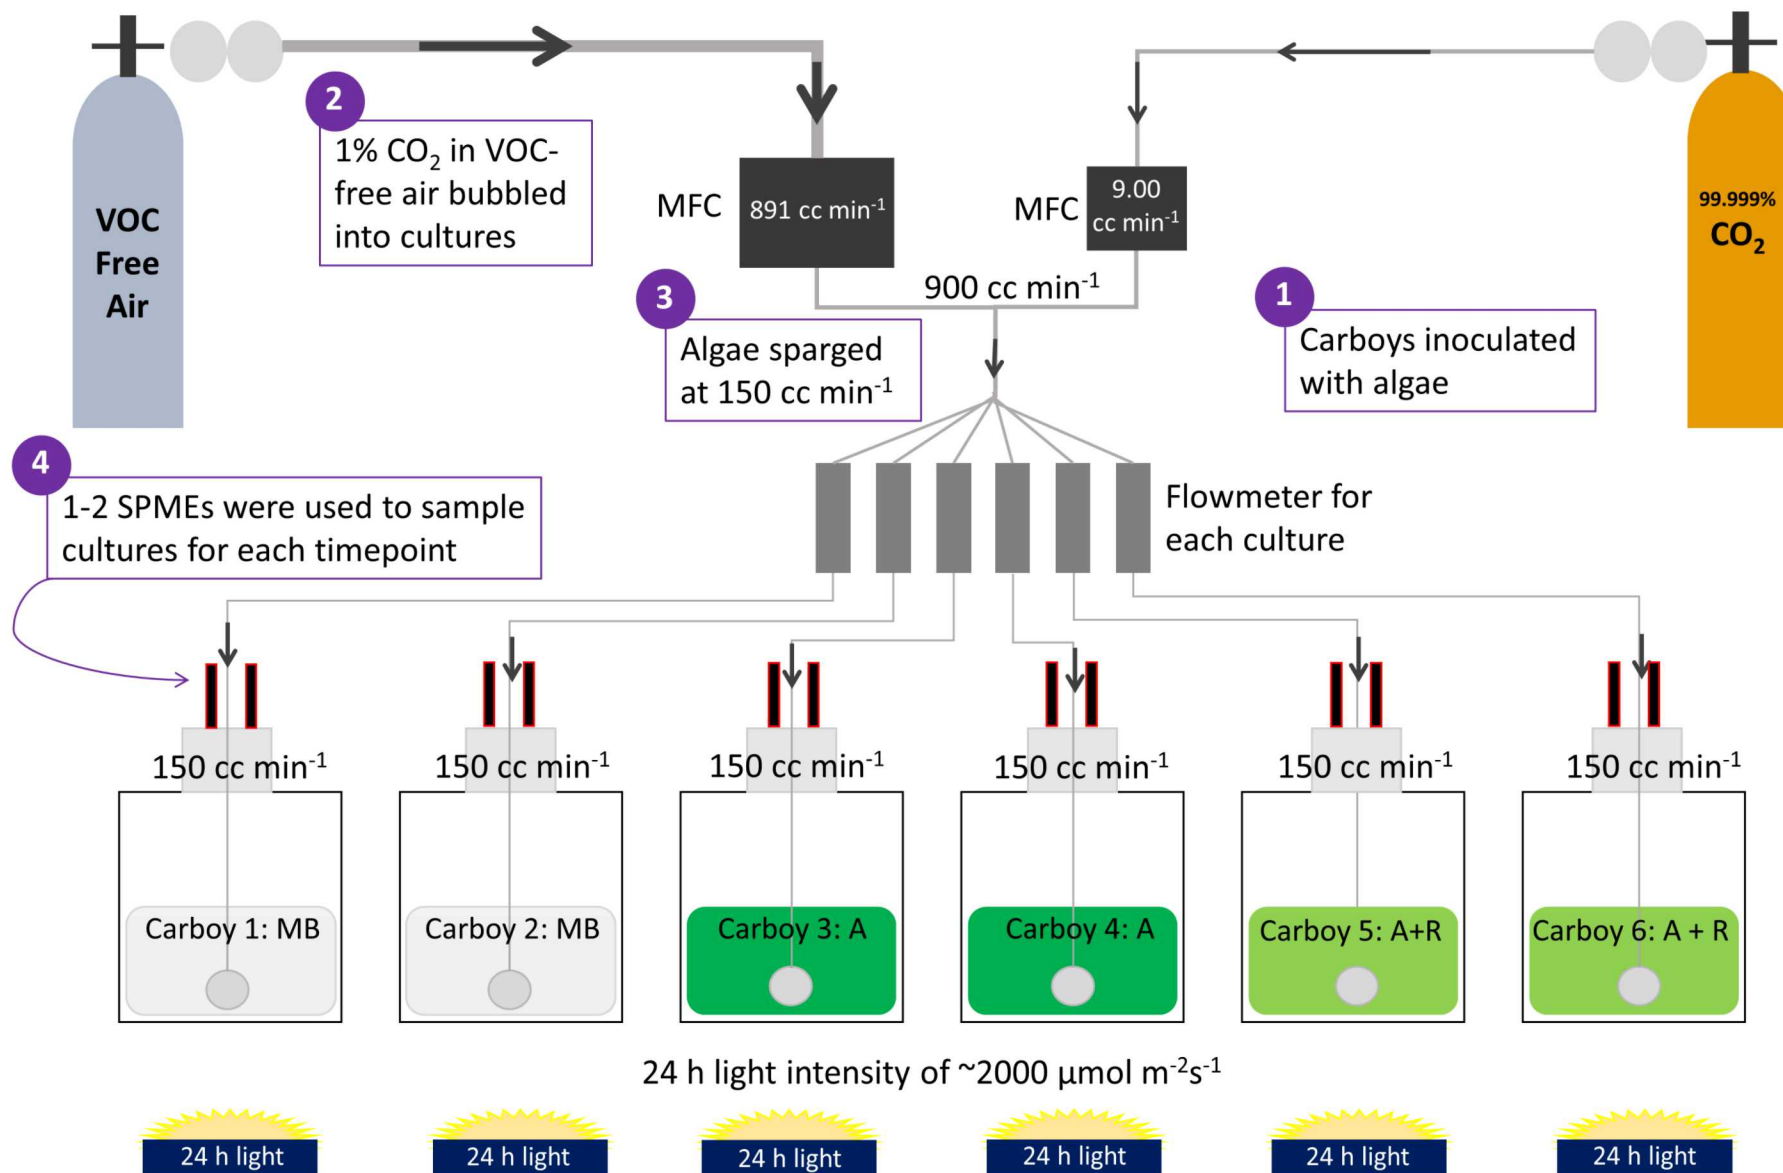 2
1% CO₂ in VOC-
free air bubbled
into cultures
VOC
Free
Air
MFC
891 cc min⁻¹
MFC
9.00
cc min⁻¹
99.999%
CO₂
900 cc min⁻¹
3
Algae sparged
at 150 cc min⁻¹
1
Carboys inoculated
with algae
4
1-2 SPMEs were used to sample
cultures for each timepoint
Flowmeter for
each culture
150 cc min⁻¹
150 cc min⁻¹
150 cc min⁻¹
150 cc min⁻¹
150 cc min⁻¹
150 cc min⁻¹
Carboy 1: MB
Carboy 2: MB
Carboy 3: A
Carboy 4: A
Carboy 5: A+R
Carboy 6: A + R
24 h light intensity of ~2000 µmol m⁻²s⁻¹
24 h light
24 h light
24 h light
24 h light
24 h light
24 h light